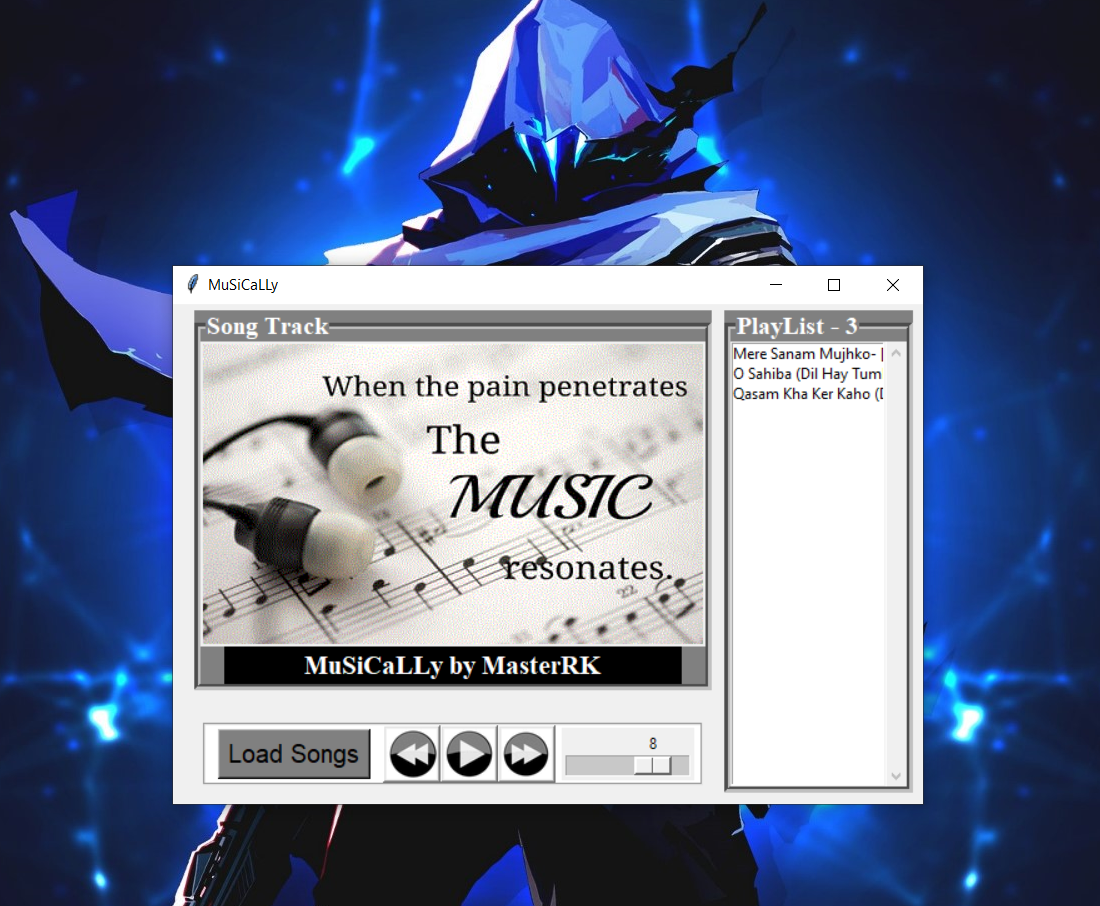 MuSiCaLLy
Song Track
When the pain penetrates
The
MUSIC
resonates.
MuSiCaLLy by MasterRK
Load Songs
8
PlayList - 3
Mere Sanam Mujhko- |
O Sahiba (Dil Hay Tum
Qasam Kha Ker Kaho (